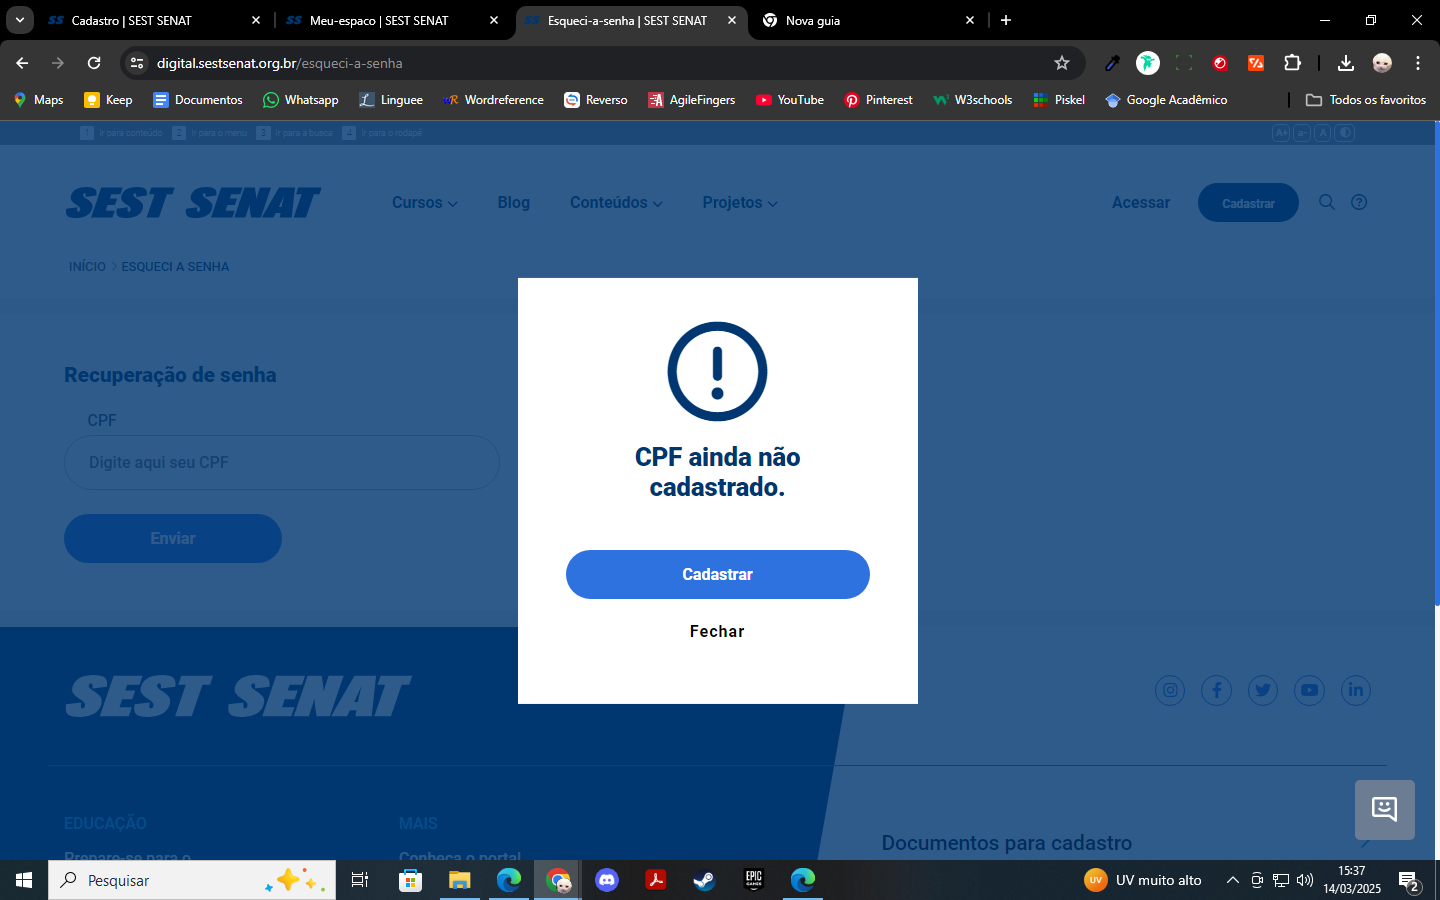 Cadastro | SEST SENAT
Meu-espaco | SEST SENAT
Esqueci-a-senha | SEST SENAT
Nova guia
digital.sestsenat.org.br/esqueci-a-senha
Maps
Keep
Documentos
Whatsapp
Linguee
Wordreference
Reverso
AgileFingers
YouTube
Pinterest
W3schools
Piskel
Google Acadêmico
Todos os favoritos
1 Ir para conteúdo 2 Ir para o menu 3 Ir para a busca 4 Ir para o rodapé
A+ a- A
SEST SENAT
Cursos
Blog
Conteúdos
Projetos
Acessar
Cadastrar
INÍCIO > ESQUECI A SENHA
Recuperação de senha
CPF
Digite aqui seu CPF
Enviar
CPF ainda não
cadastrado.
Cadastrar
Fechar
SEST SENAT
EDUCAÇÃO
MAIS
Prepare-se para o
Conheça o portal
Documentos para cadastro
Pesquisar
EPIC
GAMES
UV
UV muito alto
15:37
14/03/2025
2